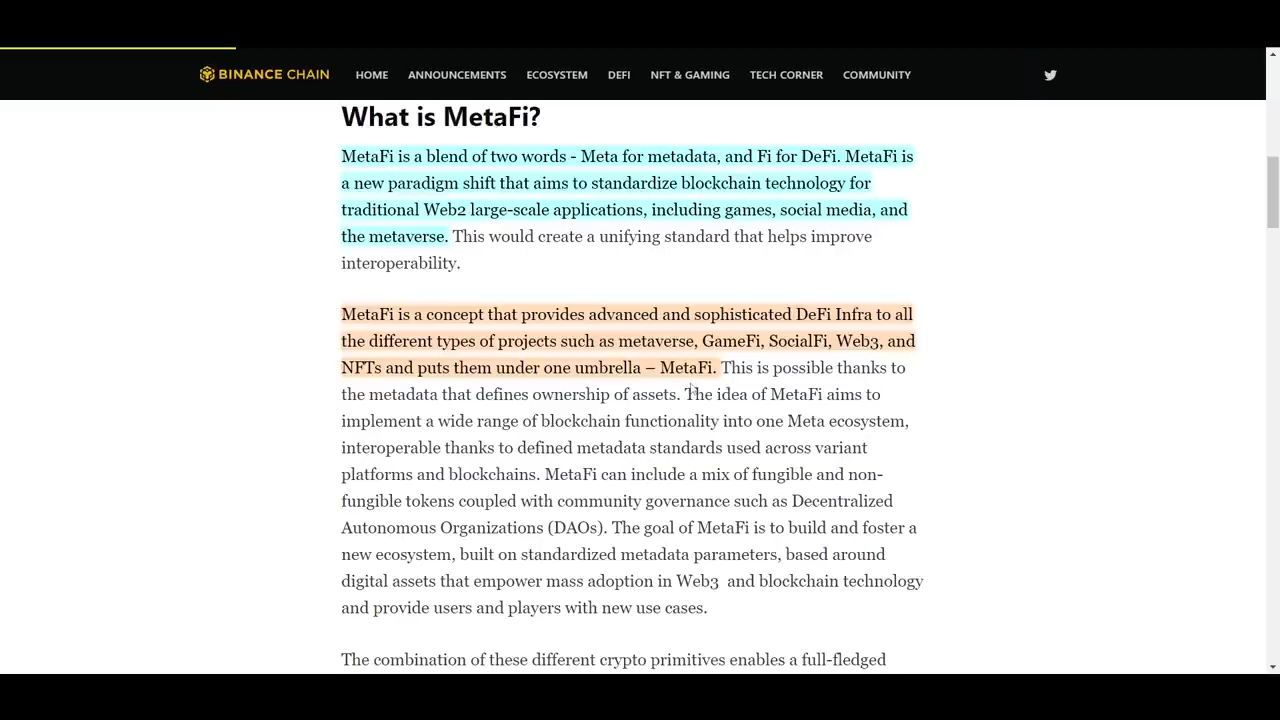 BINANCE CHAIN HOME ANNOUNCEMENTS ECOSYSTEM DEFI NFT & GAMING TECH CORNER COMMUNITY
What is MetaFi?
MetaFi is a blend of two words - Meta for metadata, and Fi for DeFi. MetaFi is
a new paradigm shift that aims to standardize blockchain technology for
traditional Web2 large-scale applications, including games, social media, and
the metaverse. This would create a unifying standard that helps improve
interoperability.
MetaFi is a concept that provides advanced and sophisticated DeFi Infra to all
the different types of projects such as metaverse, GameFi, SocialFi, Web3, and
NFTs and puts them under one umbrella – MetaFi. This is possible thanks to
the metadata that defines ownership of assets. The idea of MetaFi aims to
implement a wide range of blockchain functionality into one Meta ecosystem,
interoperable thanks to defined metadata standards used across variant
platforms and blockchains. MetaFi can include a mix of fungible and non-
fungible tokens coupled with community governance such as Decentralized
Autonomous Organizations (DAOs). The goal of MetaFi is to build and foster a
new ecosystem, built on standardized metadata parameters, based around
digital assets that empower mass adoption in Web3 and blockchain technology
and provide users and players with new use cases.
The combination of these different crypto primitives enables a full-fledged